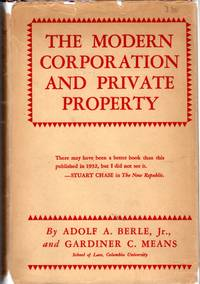 THE MODERN
CORPORATION
AND PRIVATE
PROPERTY
There may have been a better book than this
published in 1932, but I did not see it.
—STUART CHASE in The New Republic.
By ADOLF A. BERLE, Jr.,
and GARDINER C. MEANS
School of Law, Columbia University